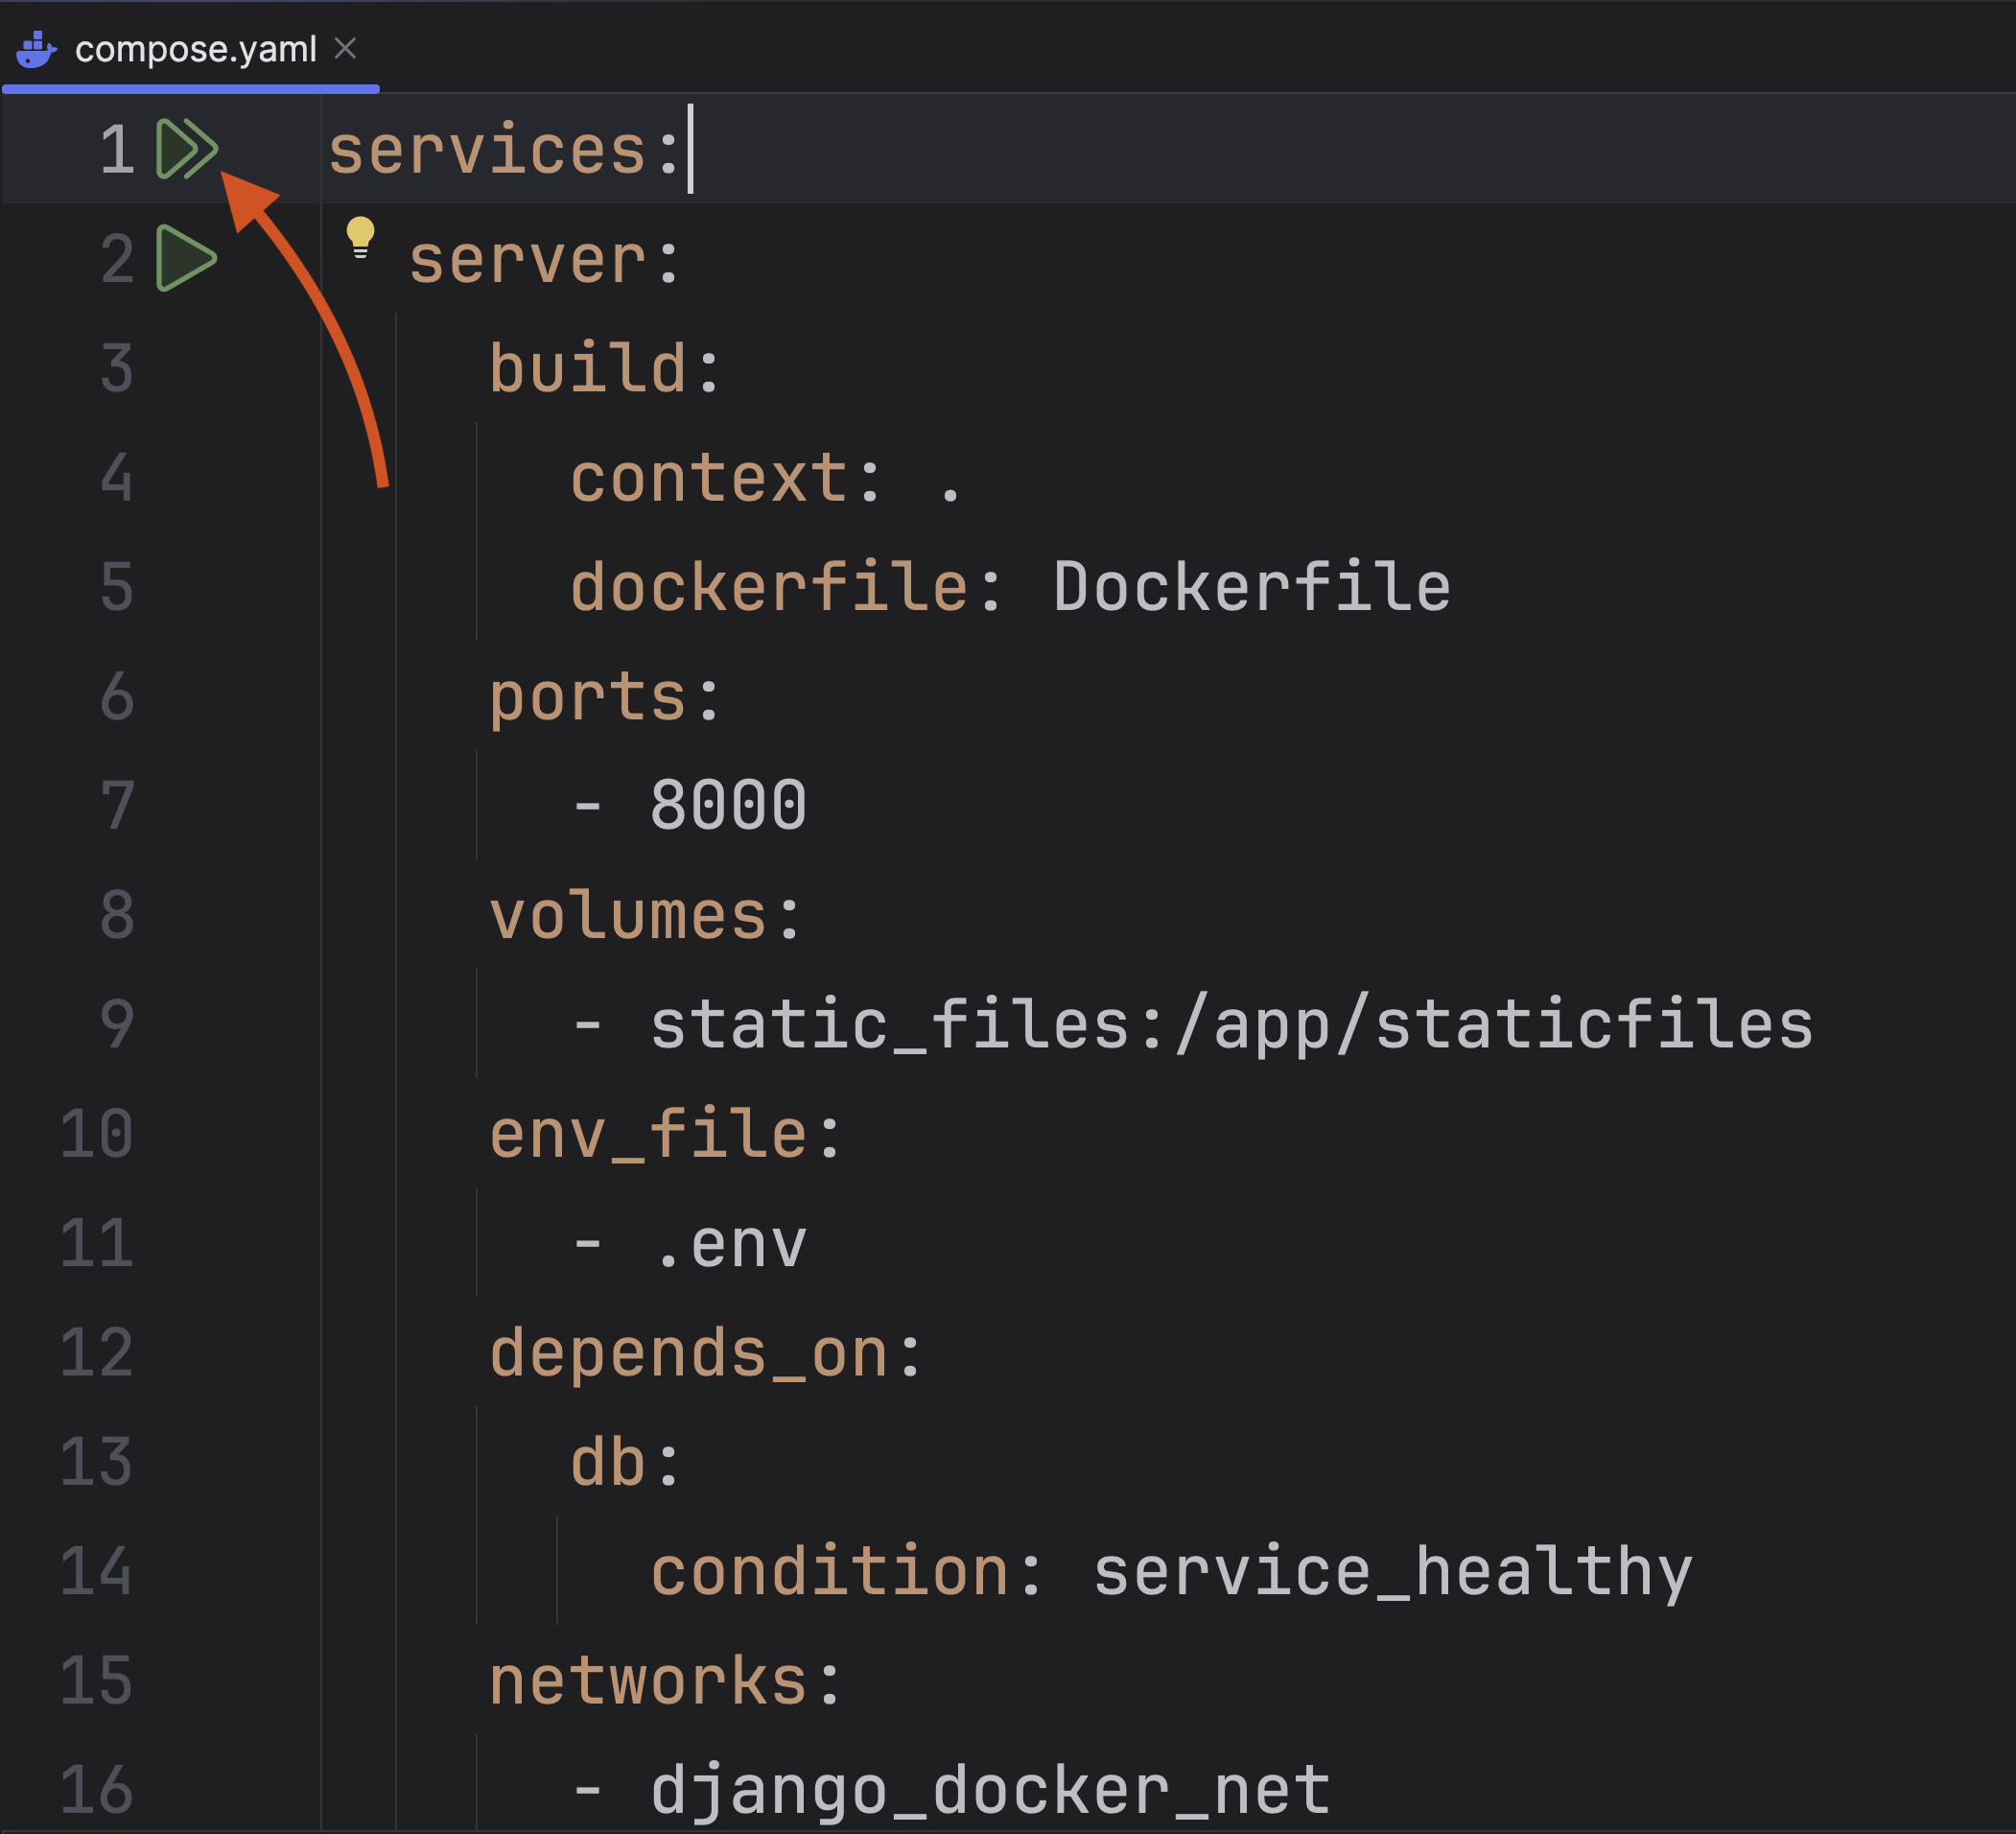 compose.yaml
1 services:
2   server:
3     build:
4       context: .
5       dockerfile: Dockerfile
6     ports:
7       - 8000
8     volumes:
9       - static_files:/app/staticfiles
10     env_file:
11       - .env
12     depends_on:
13       db:
14         condition: service_healthy
15     networks:
16       - django_docker_net